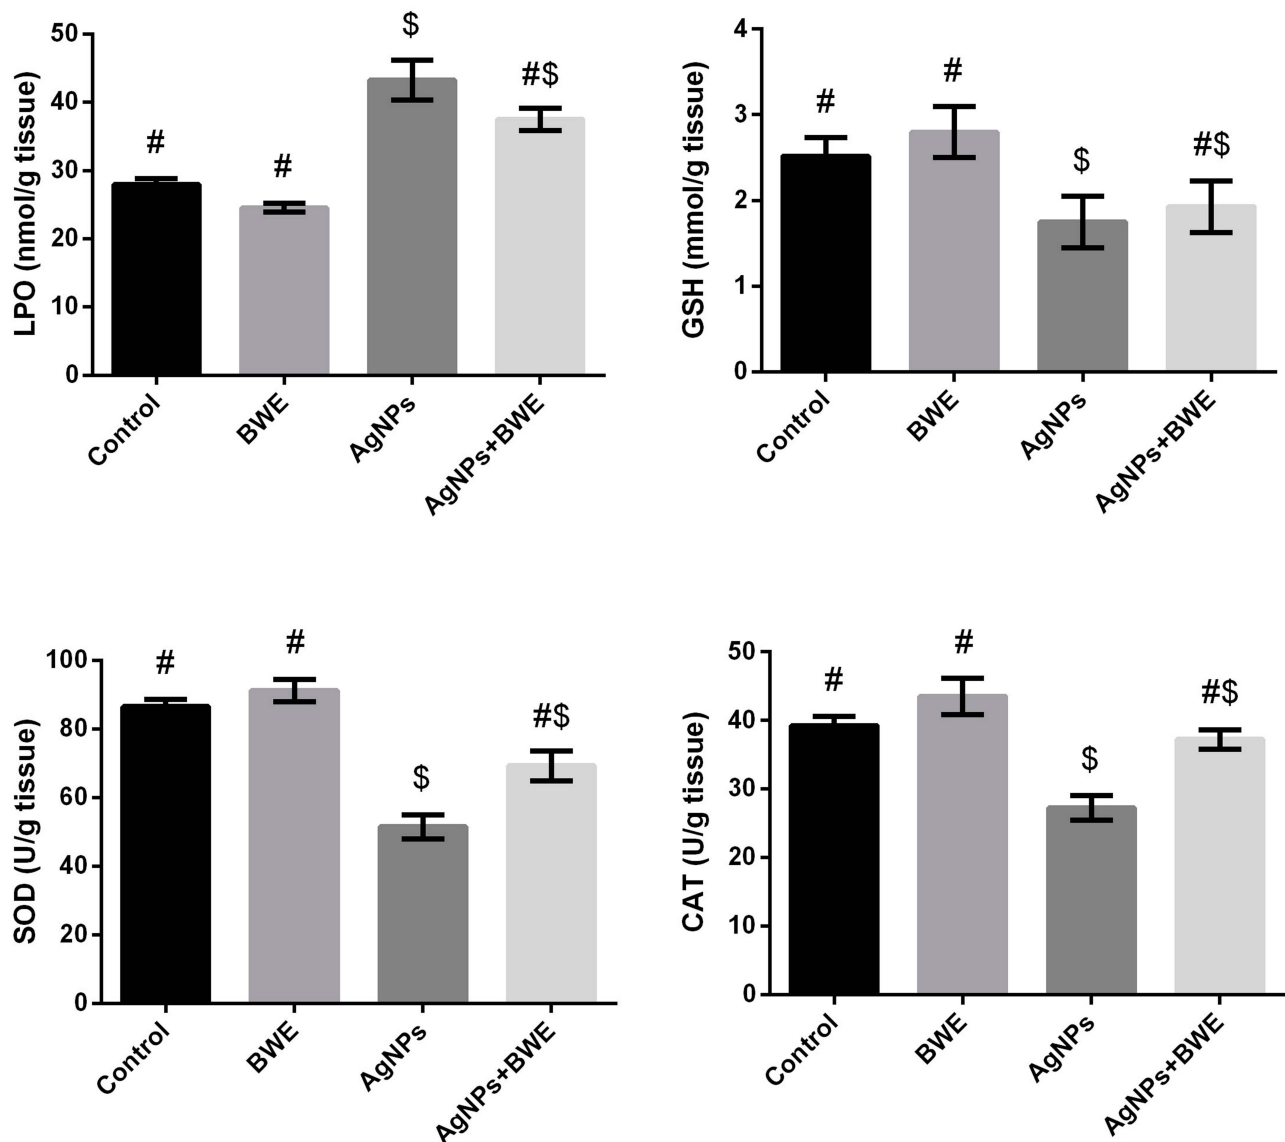 LPO (nmol/g tissue)
50
40
30
20
10
0
#
#
$
#$
Control
BWE
AgNPs
AgNPs+BWE
GSH (mmol/g tissue)
4
3
2
1
0
#
#
$
#$
Control
BWE
AgNPs
AgNPs+BWE
SOD (U/g tissue)
100
80
60
40
20
0
#
#
$
#$
Control
BWE
AgNPs
AgNPs+BWE
CAT (U/g tissue)
50
40
30
20
10
0
#
#
$
#$
Control
BWE
AgNPs
AgNPs+BWE